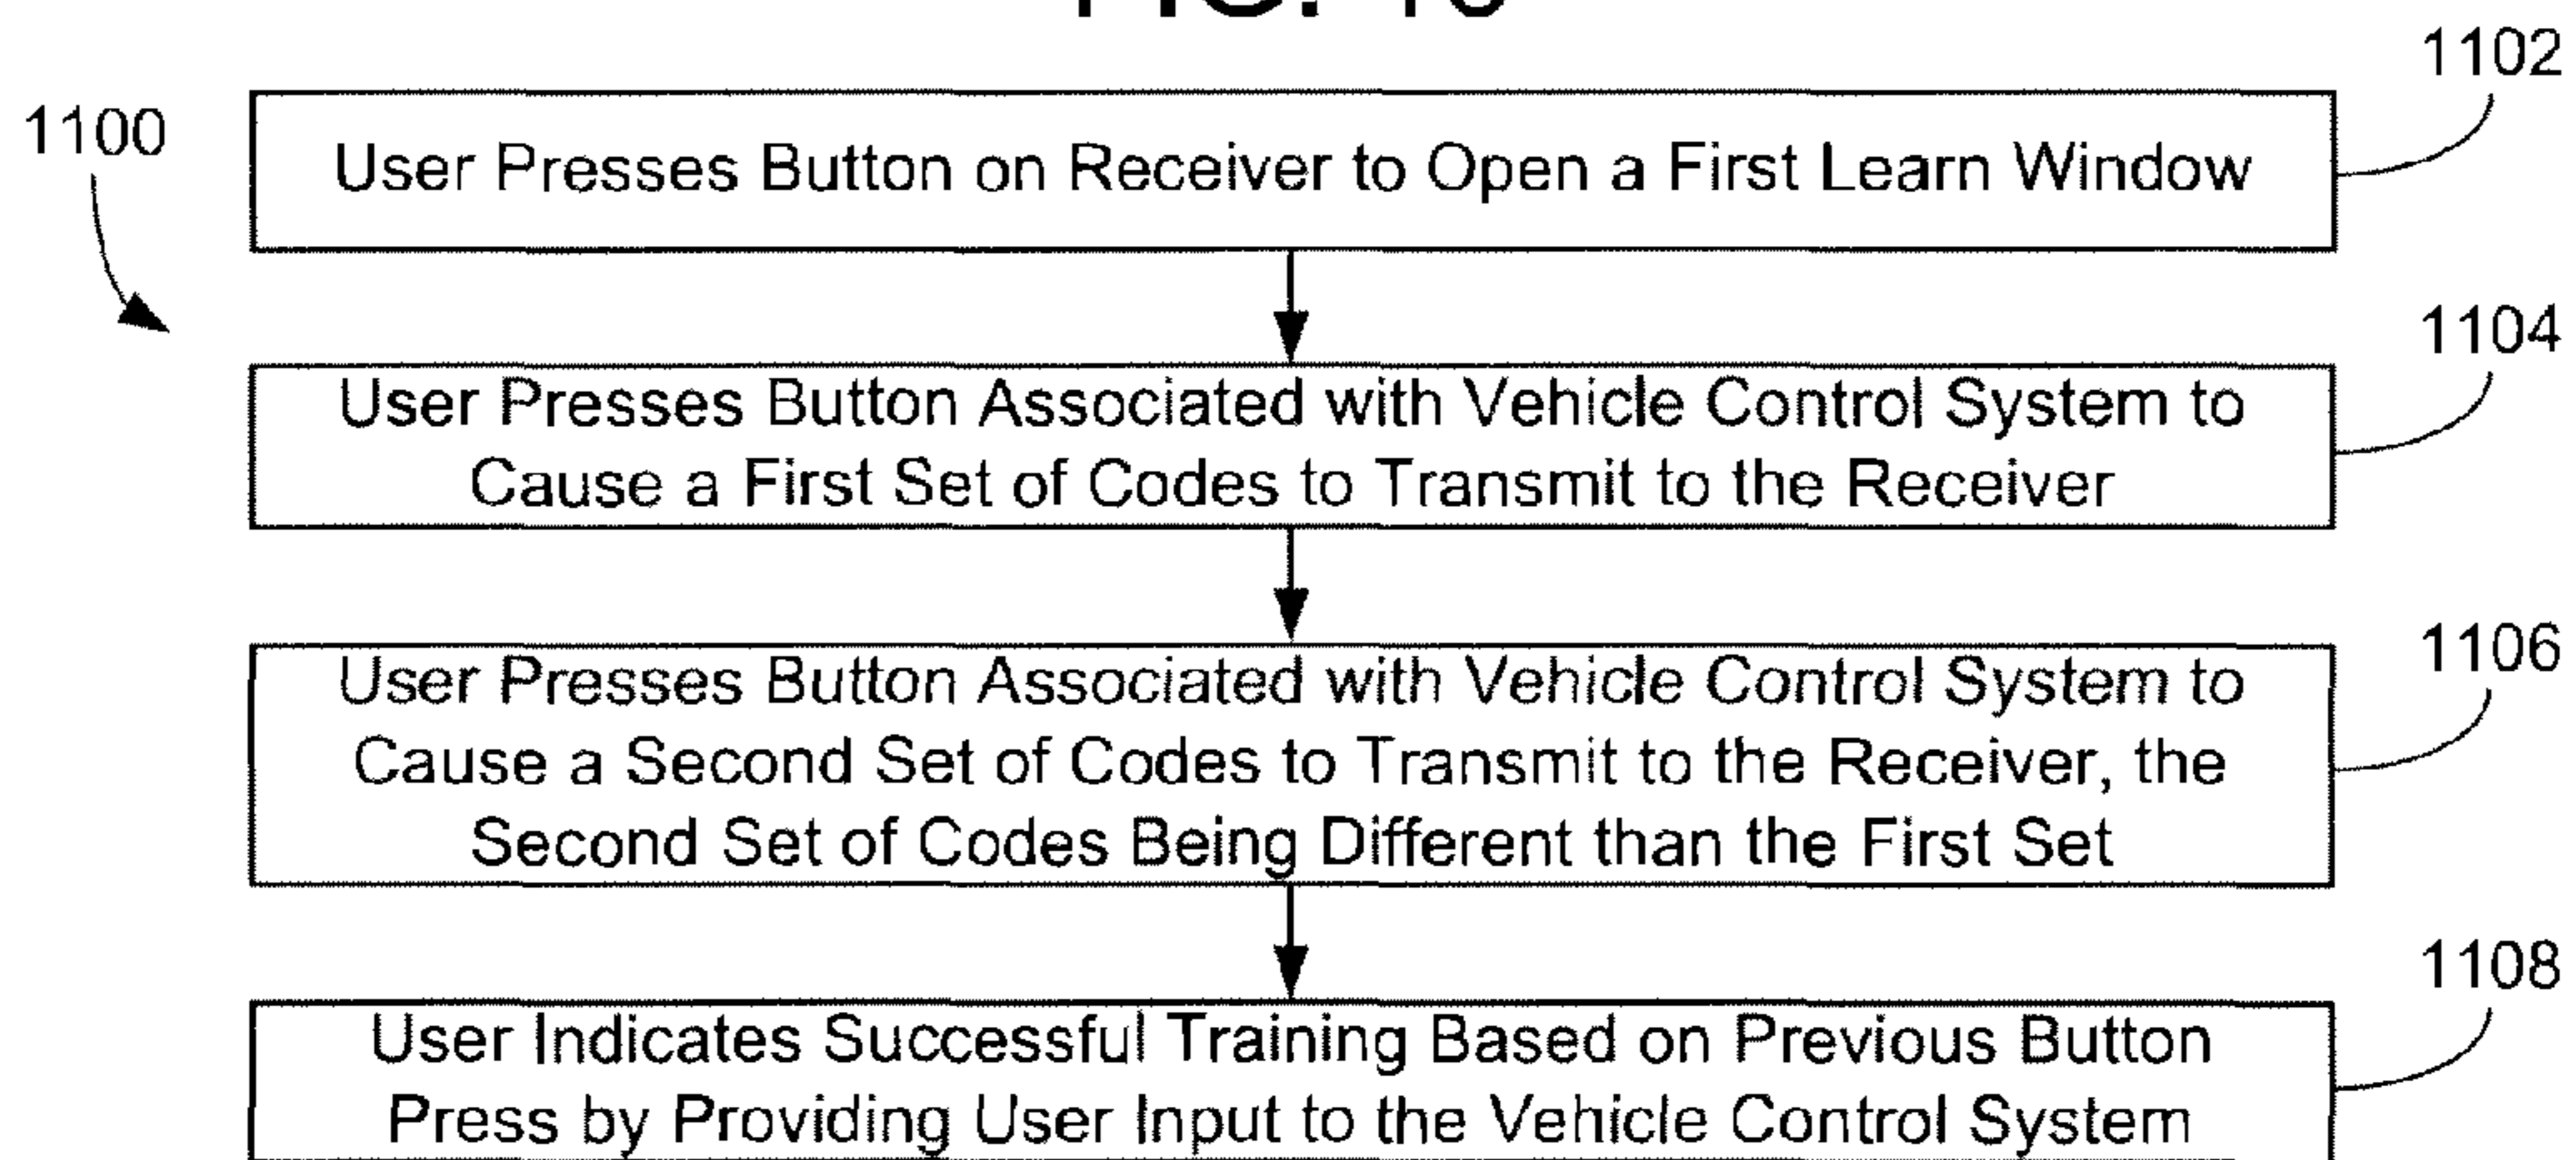 1102
1100
User Presses Button on Receiver to Open a First Learn Window
1104
User Presses Button Associated with Vehicle Control System to
Cause a First Set of Codes to Transmit to the Receiver
1106
User Presses Button Associated with Vehicle Control System to
Cause a Second Set of Codes to Transmit to the Receiver, the
Second Set of Codes Being Different than the First Set
1108
User Indicates Successful Training Based on Previous Button
Press by Providing User Input to the Vehicle Control System